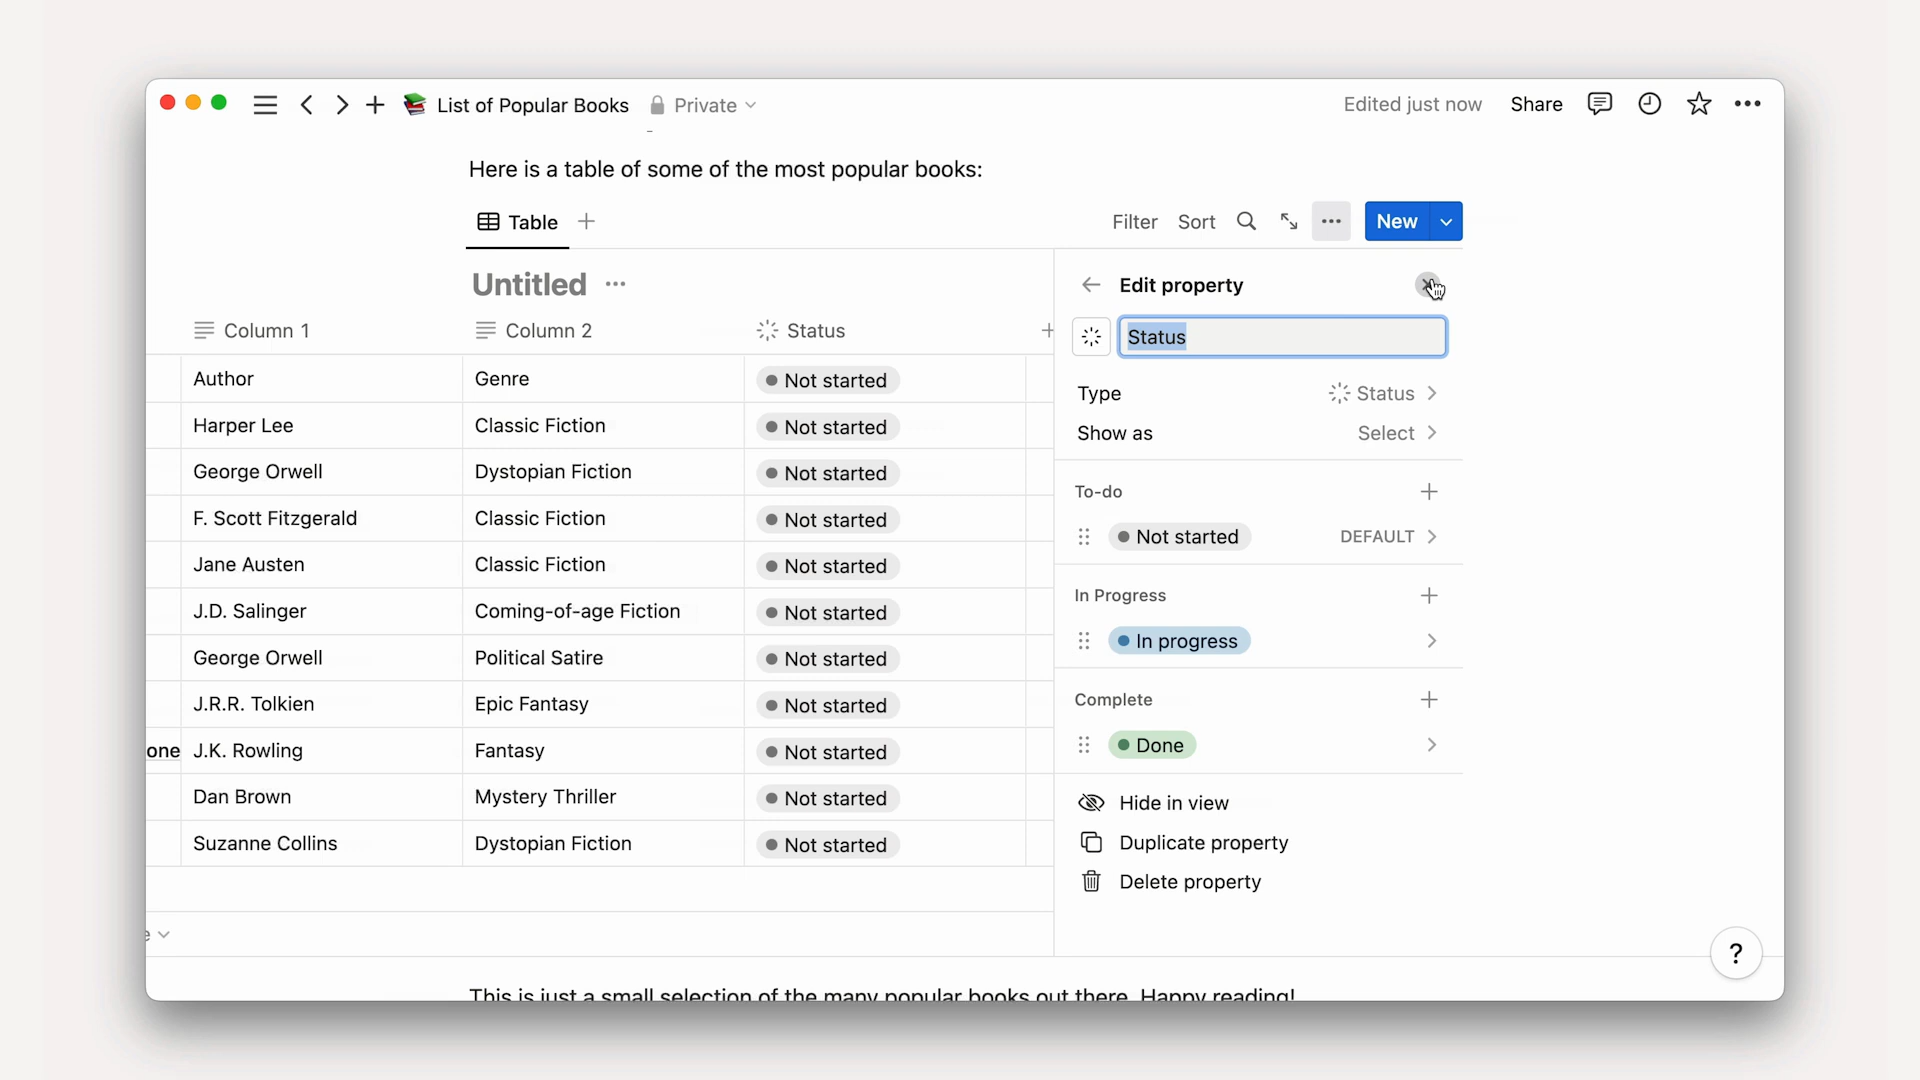 List of Popular Books Private Edited just now Share
Here is a table of some of the most popular books:
Table Filter Sort New
Untitled
Column 1 Column 2 Status
Author Genre Not started
Harper Lee Classic Fiction Not started
George Orwell Dystopian Fiction Not started
F. Scott Fitzgerald Classic Fiction Not started
Jane Austen Classic Fiction Not started
J.D. Salinger Coming-of-age Fiction Not started
George Orwell Political Satire Not started
J.R.R. Tolkien Epic Fantasy Not started
one J.K. Rowling Fantasy Not started
Dan Brown Mystery Thriller Not started
Suzanne Collins Dystopian Fiction Not started
e
Edit property
Status
Type Status
Show as Select
To-do
Not started DEFAULT
In Progress
In progress
Complete
Done
Hide in view
Duplicate property
Delete property
?
This is just a small selection of the many popular books out there. Happy reading!